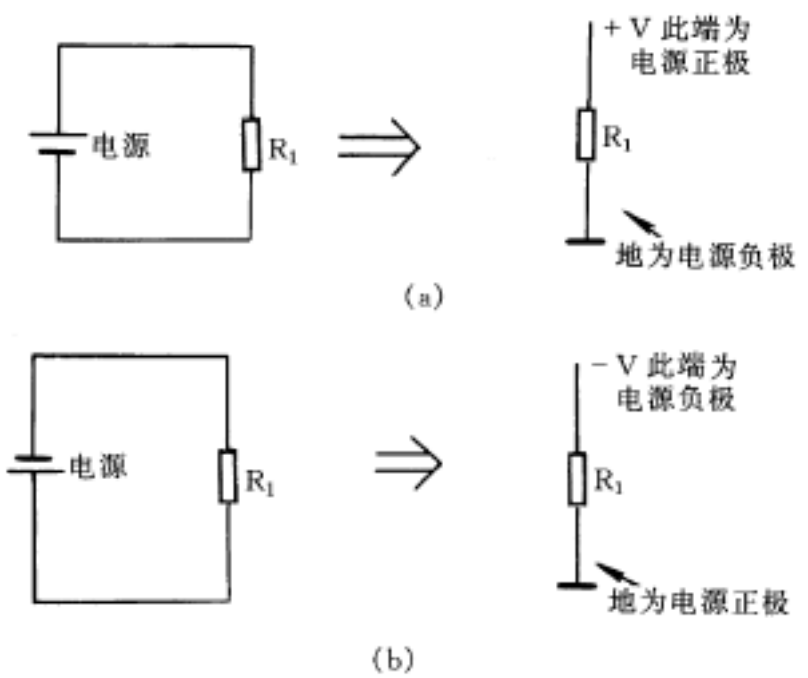 +V 此端为
电源正极
电源
R₁
R₁
地为电源负极
(a)
-V 此端为
电源负极
电源
R₁
R₁
地为电源正极
(b)